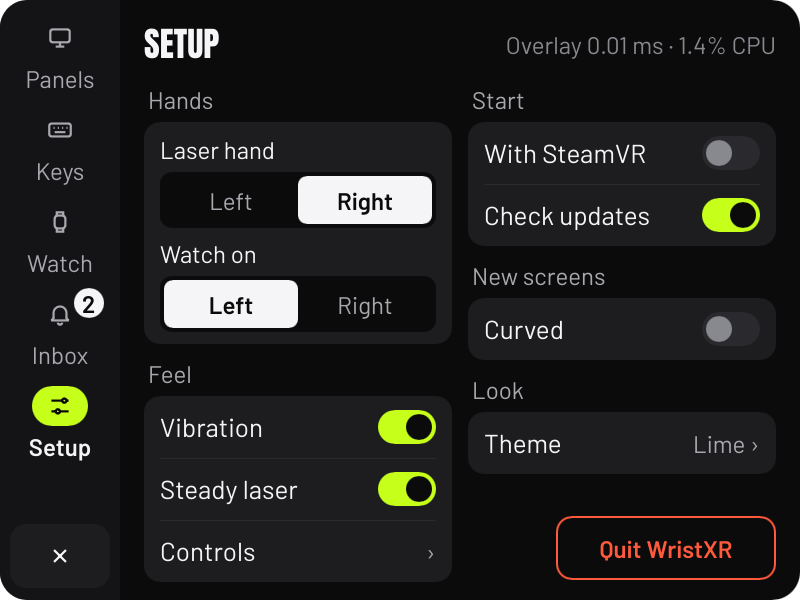 Panels
Keys
Watch
2
Inbox
Setup
×
SETUP
Overlay 0.01 ms · 1.4% CPU
Hands
Laser hand
Left Right
Watch on
Left Right
Feel
Vibration
Steady laser
Controls ›
Start
With SteamVR
Check updates
New screens
Curved
Look
Theme Lime ›
Quit WristXR